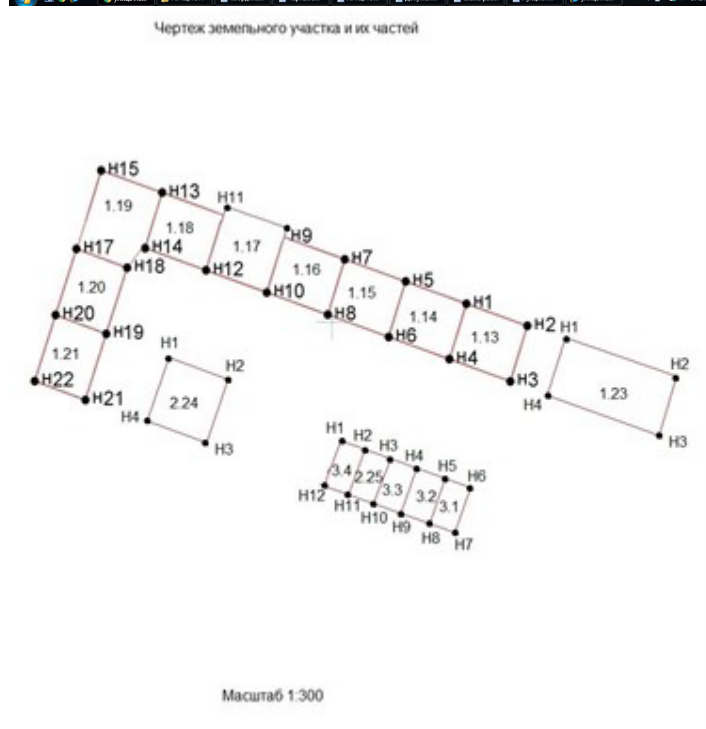 Чертеж земельного участка и их частей
Н15
Н13
Н11
1.19
1.18
Н9
Н17
Н14
1.17
Н7
Н18
Н12
1.16
Н5
1.20
Н10
1.15
Н1
Н20
Н8
1.14
Н2
Н19
Н6
1.13
Н1
1.21
Н1
Н4
Н2
Н22
Н2
Н3
1.23
Н21
2.24
Н4
Н4
Н3
Н3
Н1
Н2
Н3
Н4
Н5
Н6
3.4
2.25
3.3
3.2
3.1
Н12
Н11
Н10
Н9
Н8
Н7
Масштаб 1:300